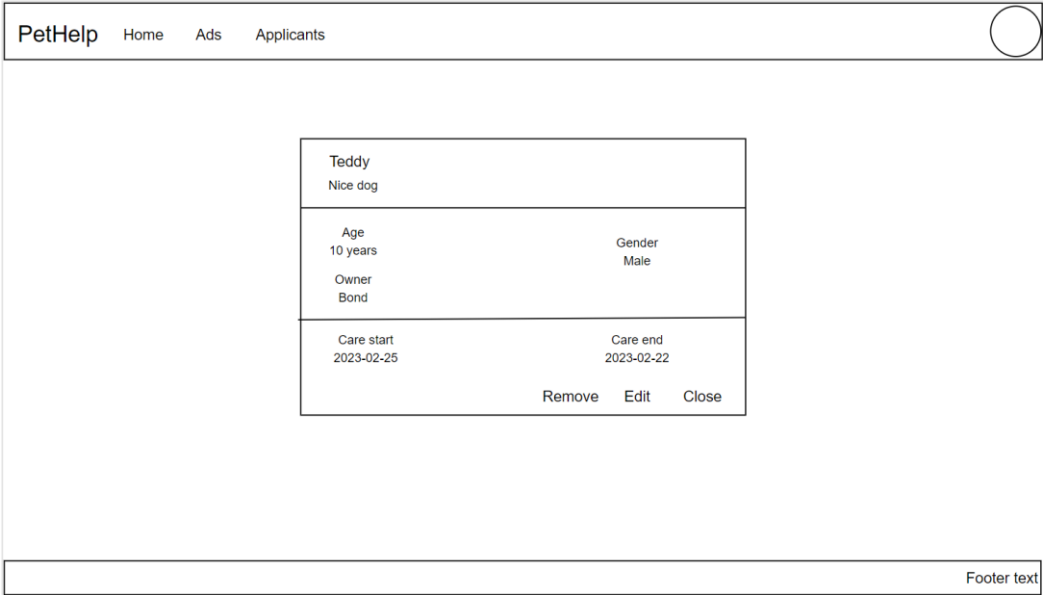 PetHelp Home Ads Applicants
Teddy
Nice dog
Age
10 years
Gender
Male
Owner
Bond
Care start
2023-02-25
Care end
2023-02-22
Remove Edit Close
Footer text